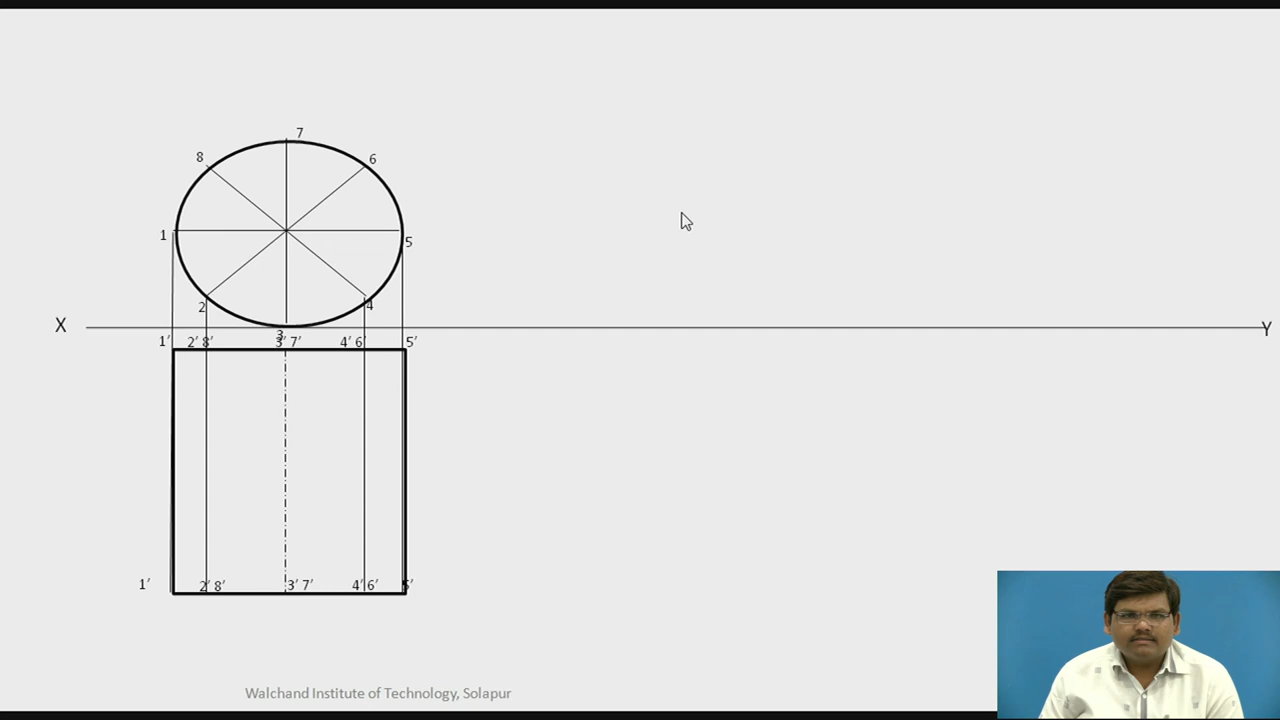 7
8
6
1
5
2
4
X
Y
3
1′ 2′ 8′ 3′ 7′ 4′ 6′ 5′
1′ 2′ 8′ 3′ 7′ 4′ 6′ 5′
Walchand Institute of Technology, Solapur